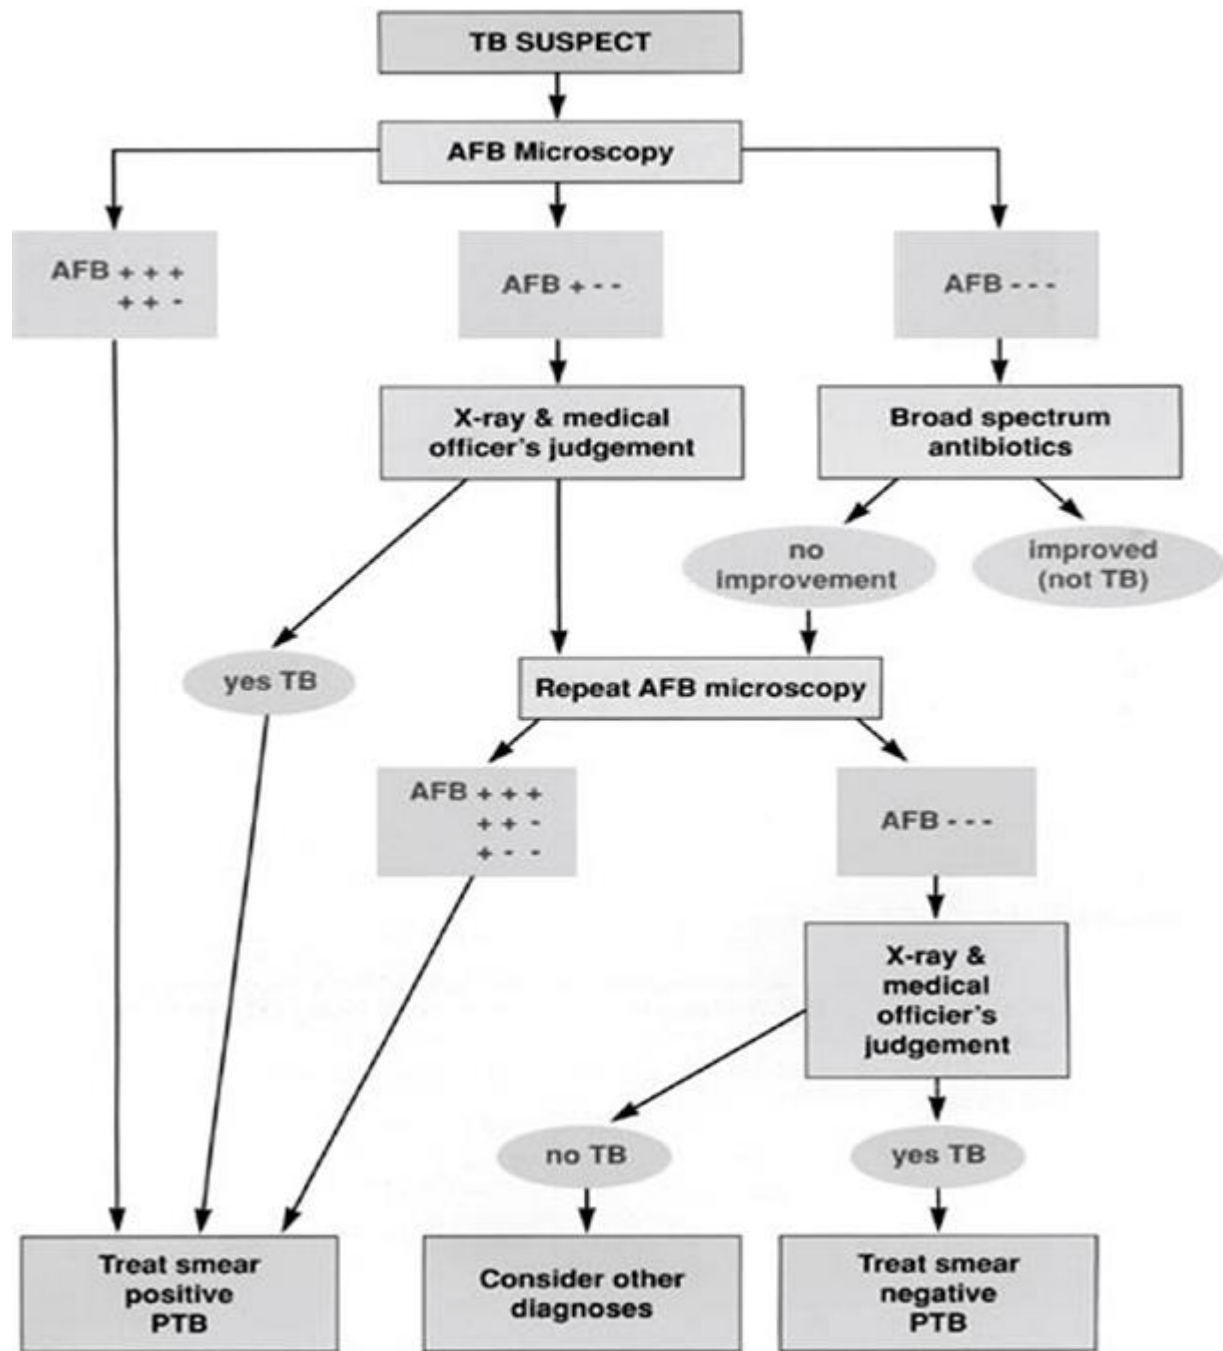 TB SUSPECT
AFB Microscopy
AFB + + +
+ + -
AFB + - -
AFB - - -
X-ray & medical
officer's judgement
Broad spectrum
antibiotics
no
improvement
improved
(not TB)
yes TB
Repeat AFB microscopy
AFB + + +
+ + -
+ - -
AFB - - -
X-ray &
medical
officier's
judgement
no TB
yes TB
Treat smear
positive
PTB
Consider other
diagnoses
Treat smear
negative
PTB